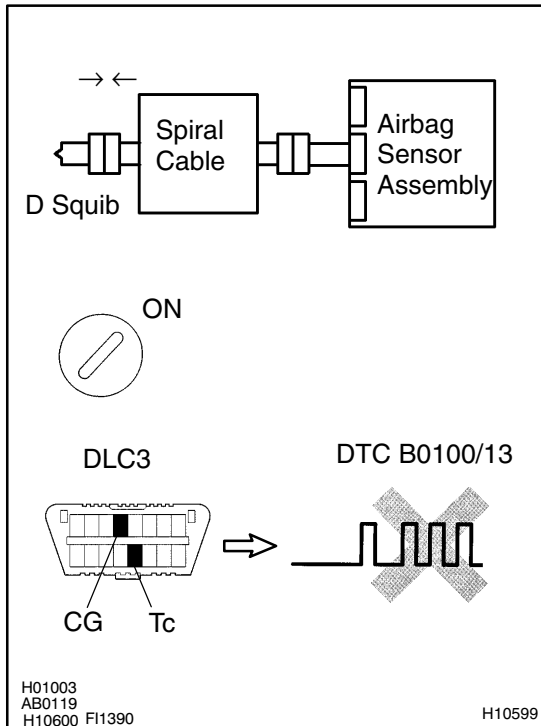 Spiral
Cable
Airbag
Sensor
Assembly
D Squib
ON
DLC3
DTC B0100/13
CG
Tc
H01003
AB0119
H10600 FI1390
H10599